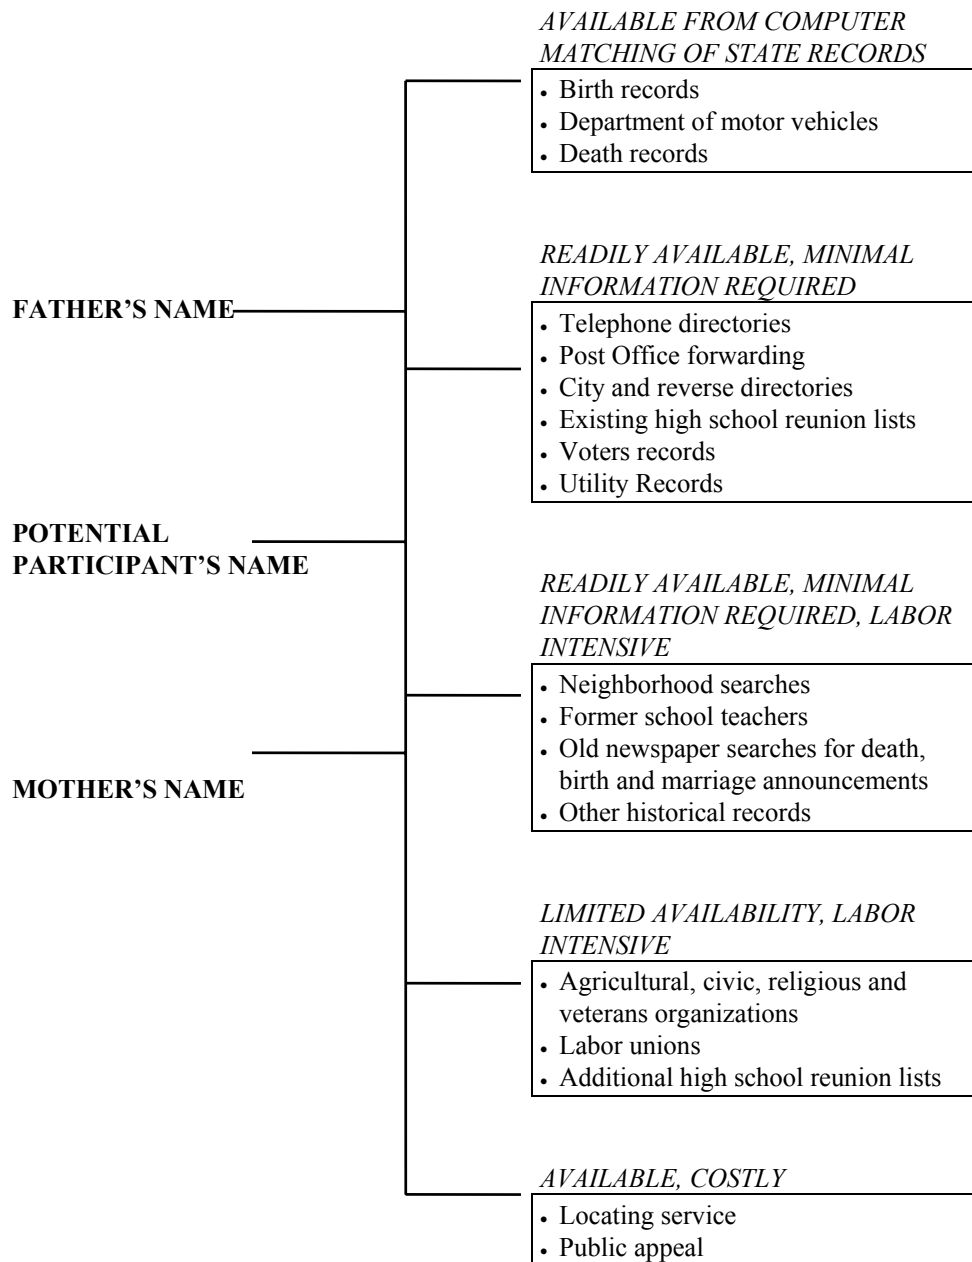 AVAILABLE FROM COMPUTER
MATCHING OF STATE RECORDS
• Birth records
• Department of motor vehicles
• Death records
READILY AVAILABLE, MINIMAL
INFORMATION REQUIRED
FATHER’S NAME
• Telephone directories
• Post Office forwarding
• City and reverse directories
• Existing high school reunion lists
• Voters records
• Utility Records
POTENTIAL
PARTICIPANT’S NAME
READILY AVAILABLE, MINIMAL
INFORMATION REQUIRED, LABOR
INTENSIVE
• Neighborhood searches
• Former school teachers
• Old newspaper searches for death,
birth and marriage announcements
• Other historical records
MOTHER’S NAME
LIMITED AVAILABILITY, LABOR
INTENSIVE
• Agricultural, civic, religious and
veterans organizations
• Labor unions
• Additional high school reunion lists
AVAILABLE, COSTLY
• Locating service
• Public appeal